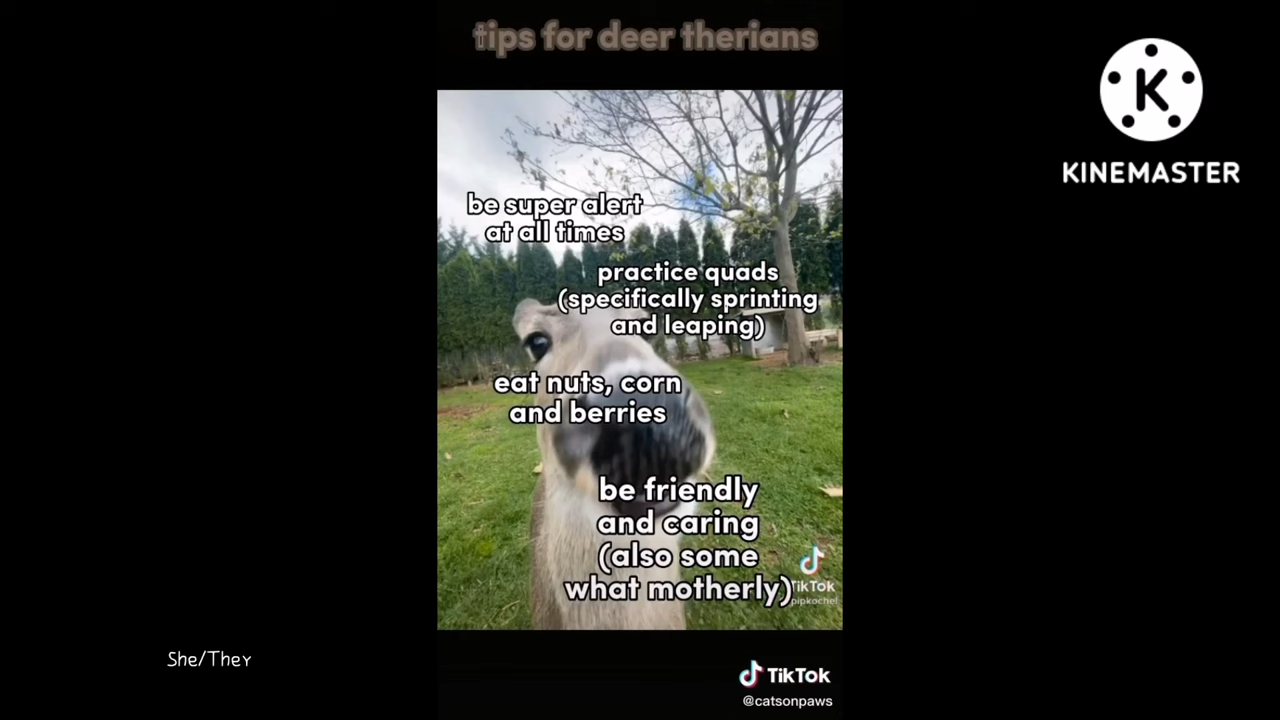 tips for deer therians
K
KINEMASTER
be super alert
at all times
practice quads
(specifically sprinting
and leaping)
eat nuts, corn
and berries
be friendly
and caring
(also some
what motherly)
TikTok
pipkochel
She/They
TikTok
@catsonpaws